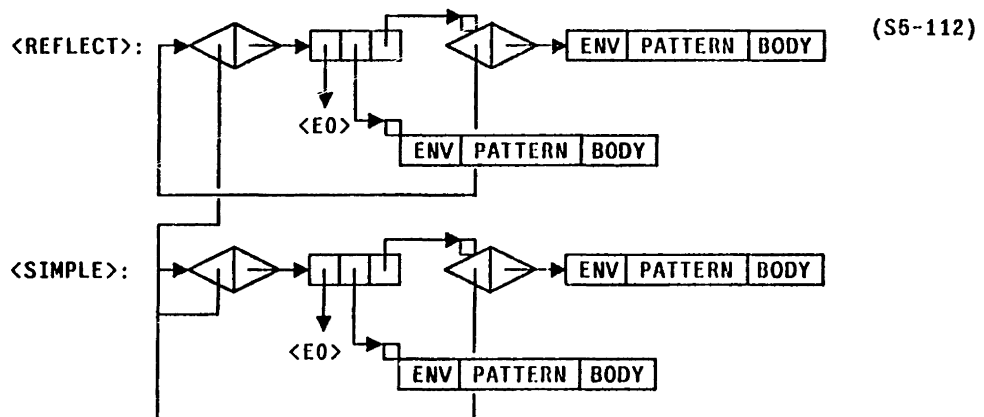 (S5-112)
<REFLECT>: ENV PATTERN BODY
<E0>
ENV PATTERN BODY
<SIMPLE>: ENV PATTERN BODY
<E0>
ENV PATTERN BODY